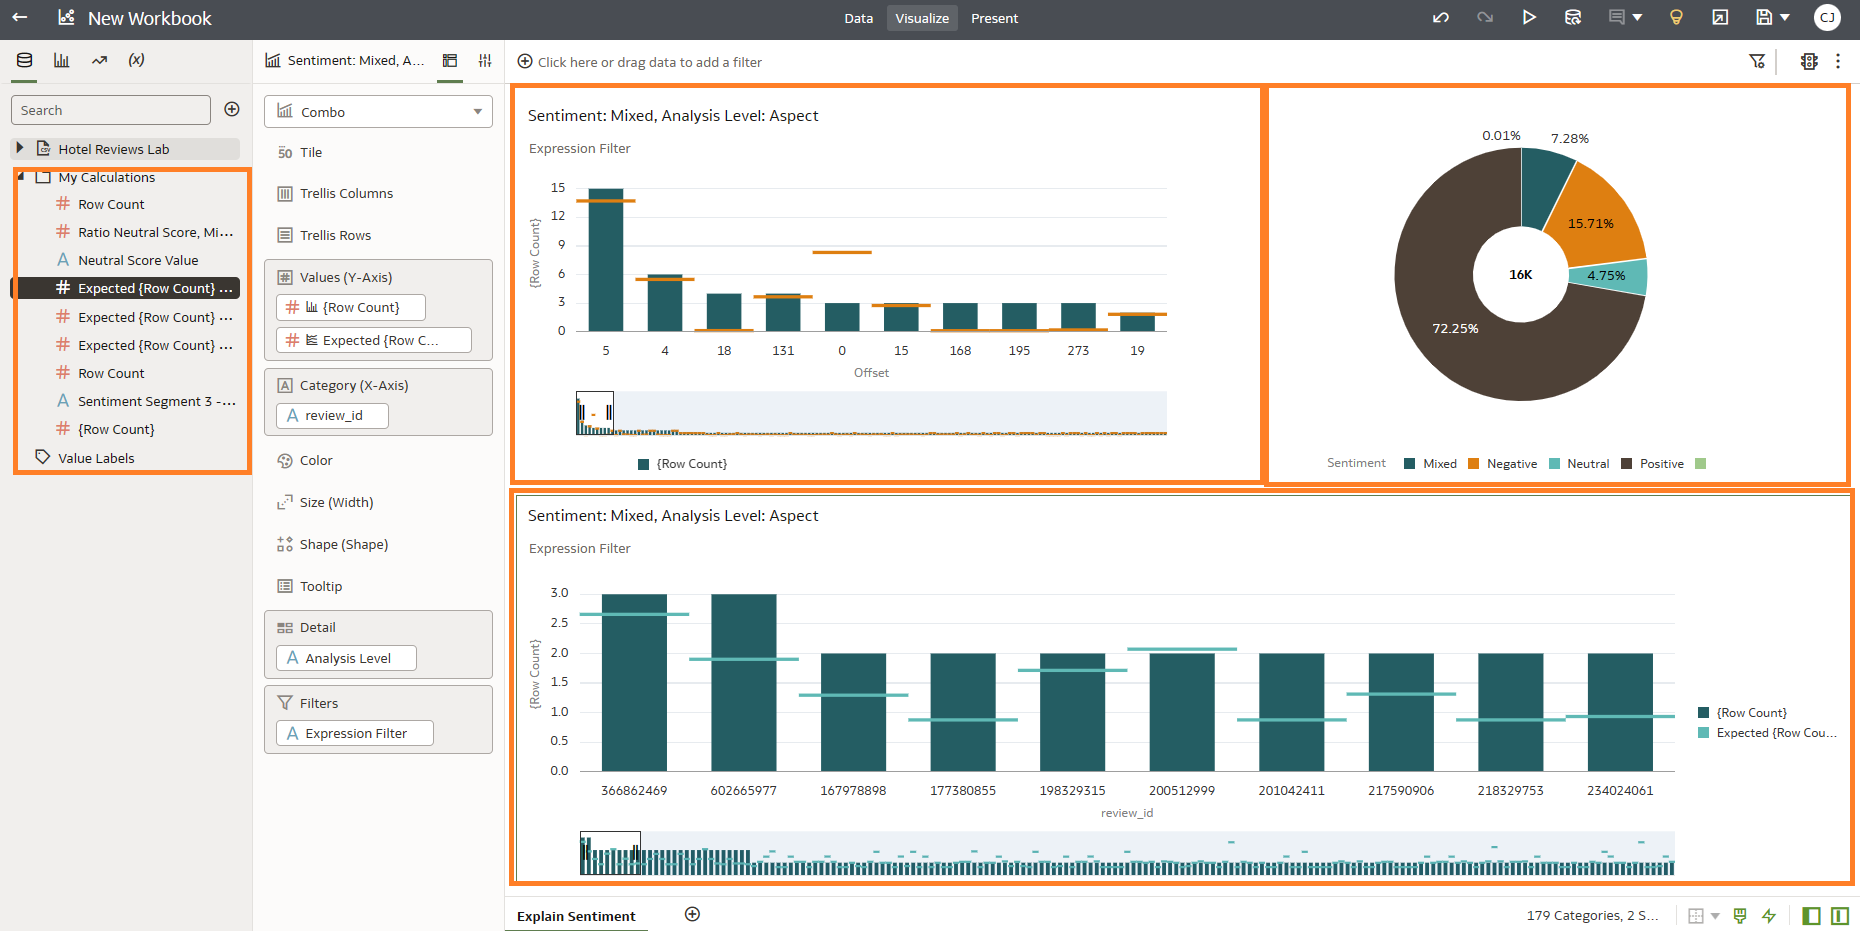 New Workbook
Data Visualize Present
CJ
(x)
Sentiment: Mixed, A...
Click here or drag data to add a filter
Search
Hotel Reviews Lab
My Calculations
Row Count
Ratio Neutral Score, Mi...
Neutral Score Value
Expected {Row Count} ...
Expected {Row Count} ...
Expected {Row Count} ...
Row Count
Sentiment Segment 3 -...
{Row Count}
Value Labels
Combo
50 Tile
Trellis Columns
Trellis Rows
Values (Y-Axis)
{Row Count}
Expected {Row C...
Category (X-Axis)
A review_id
Color
Size (Width)
Shape (Shape)
Tooltip
Detail
A Analysis Level
Filters
A Expression Filter
Sentiment: Mixed, Analysis Level: Aspect
Expression Filter
{Row Count}
15
12
9
6
3
0
5 4 18 131 0 15 168 195 273 19
Offset
{Row Count}
0.01% 7.28%
15.71%
4.75%
16K
72.25%
Sentiment Mixed Negative Neutral Positive
Sentiment: Mixed, Analysis Level: Aspect
Expression Filter
{Row Count}
3.0
2.5
2.0
1.5
1.0
0.5
0.0
366862469 602665977 167978898 177380855 198329315 200512999 201042411 217590906 218329753 234024061
review_id
{Row Count}
Expected {Row Cou...
Explain Sentiment
179 Categories, 2 S...